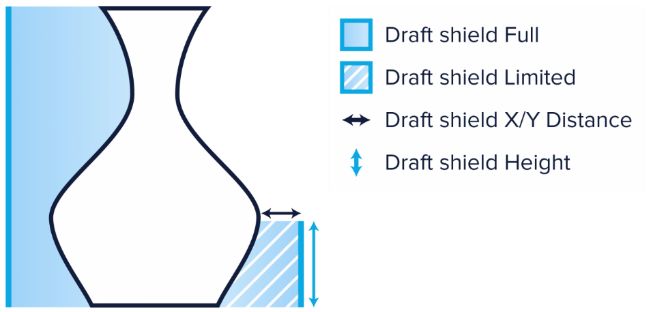 Draft shield Full
Draft shield Limited
Draft shield X/Y Distance
Draft shield Height